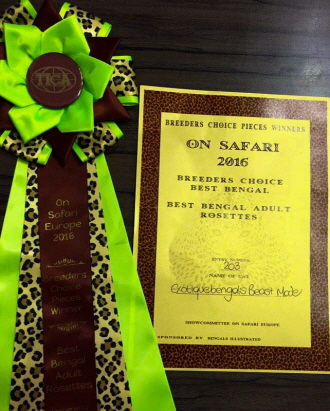 TICA
On
Safari
Europe
2016
Breeders
Choice
Pieces
Winner
Best
Bengal
Adult
Rosettes
BREEDERS CHOICE PIECES WINNERS
ON SAFARI
2016
BREEDERS CHOICE
BEST BENGAL
BEST BENGAL ADULT
ROSETTES
ENTRY NUMBER
203
NAME OF CAT
Exotiquebengals Beast Mode
SHOWCOMMITTEE ON SAFARI EUROPE
SPONSORED BY: BENGALS ILLUSTRATED